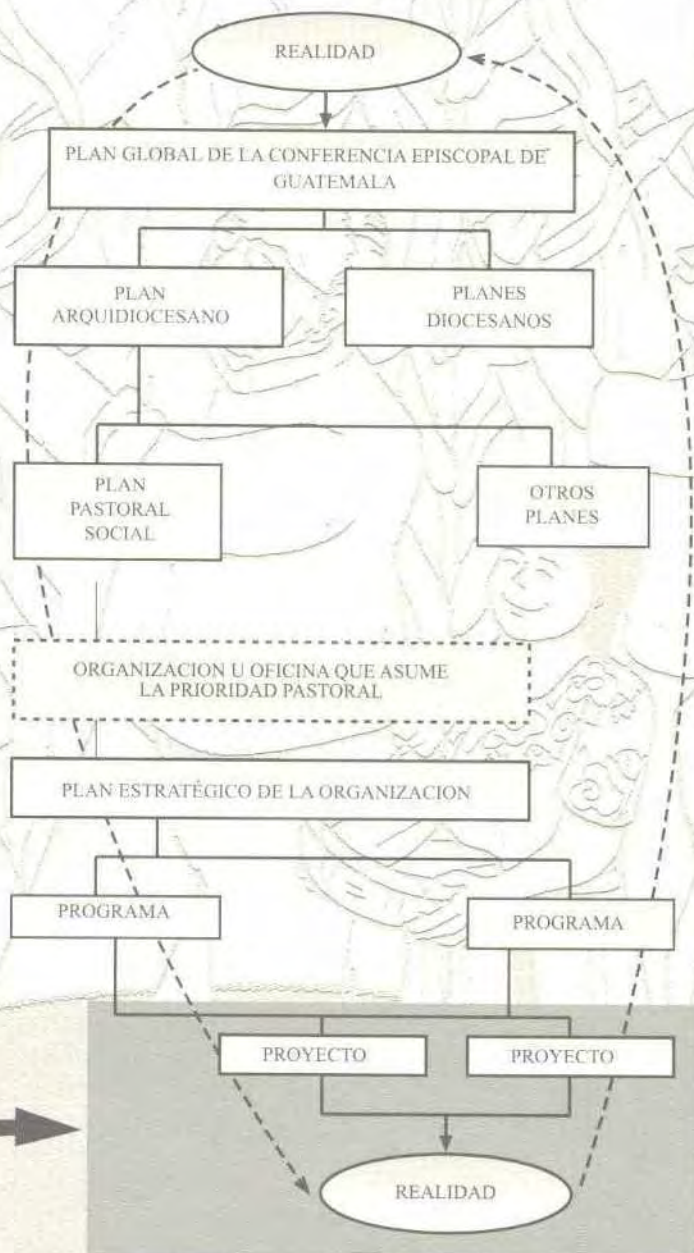 REALIDAD
PLAN GLOBAL DE LA CONFERENCIA EPISCOPAL DE
GUATEMALA
PLAN
ARQUIDIOCESANO
PLANES
DIOCESANOS
PLAN
PASTORAL
SOCIAL
OTROS
PLANES
ORGANIZACION U OFICINA QUE ASUME
LA PRIORIDAD PASTORAL
PLAN ESTRATÉGICO DE LA ORGANIZACION
PROGRAMA
PROGRAMA
PROYECTO
PROYECTO
REALIDAD